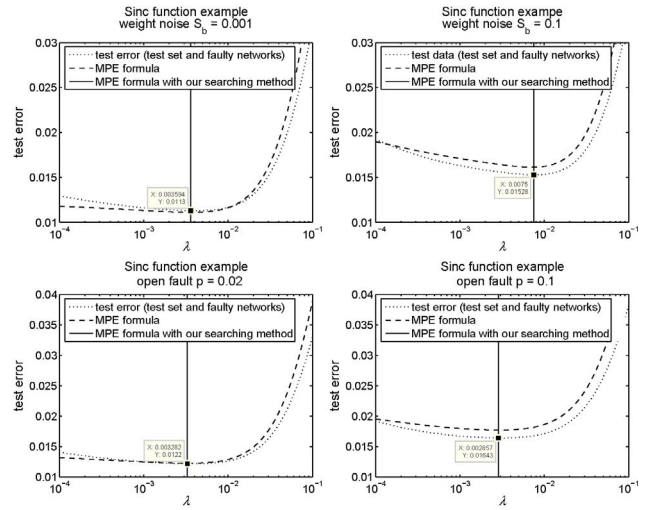 Sinc function example
weight noise S_b = 0.001
0.03
0.025
0.02
0.015
0.01
test error
test error (test set and faulty networks)
MPE formula
MPE formula with our searching method
X: 0.003594
Y: 0.0113
10^−4
10^−3
10^−2
10^−1
λ
Sinc function example
weight noise S_b = 0.1
0.03
0.025
0.02
0.015
0.01
test error
test data (test set and faulty networks)
MPE formula
MPE formula with our searching method
X: 0.0075
Y: 0.01528
10^−4
10^−3
10^−2
10^−1
λ
Sinc function example
open fault p = 0.02
0.04
0.035
0.03
0.025
0.02
0.015
0.01
test error
test error (test set and faulty networks)
MPE formula
MPE formula with our searching method
X: 0.003282
Y: 0.0122
10^−4
10^−3
10^−2
10^−1
λ
Sinc function example
open fault p = 0.1
0.04
0.035
0.03
0.025
0.02
0.015
0.01
test error
test error (test set and faulty networks)
MPE formula
MPE formula with our searching method
X: 0.002857
Y: 0.01643
10^−4
10^−3
10^−2
10^−1
λ